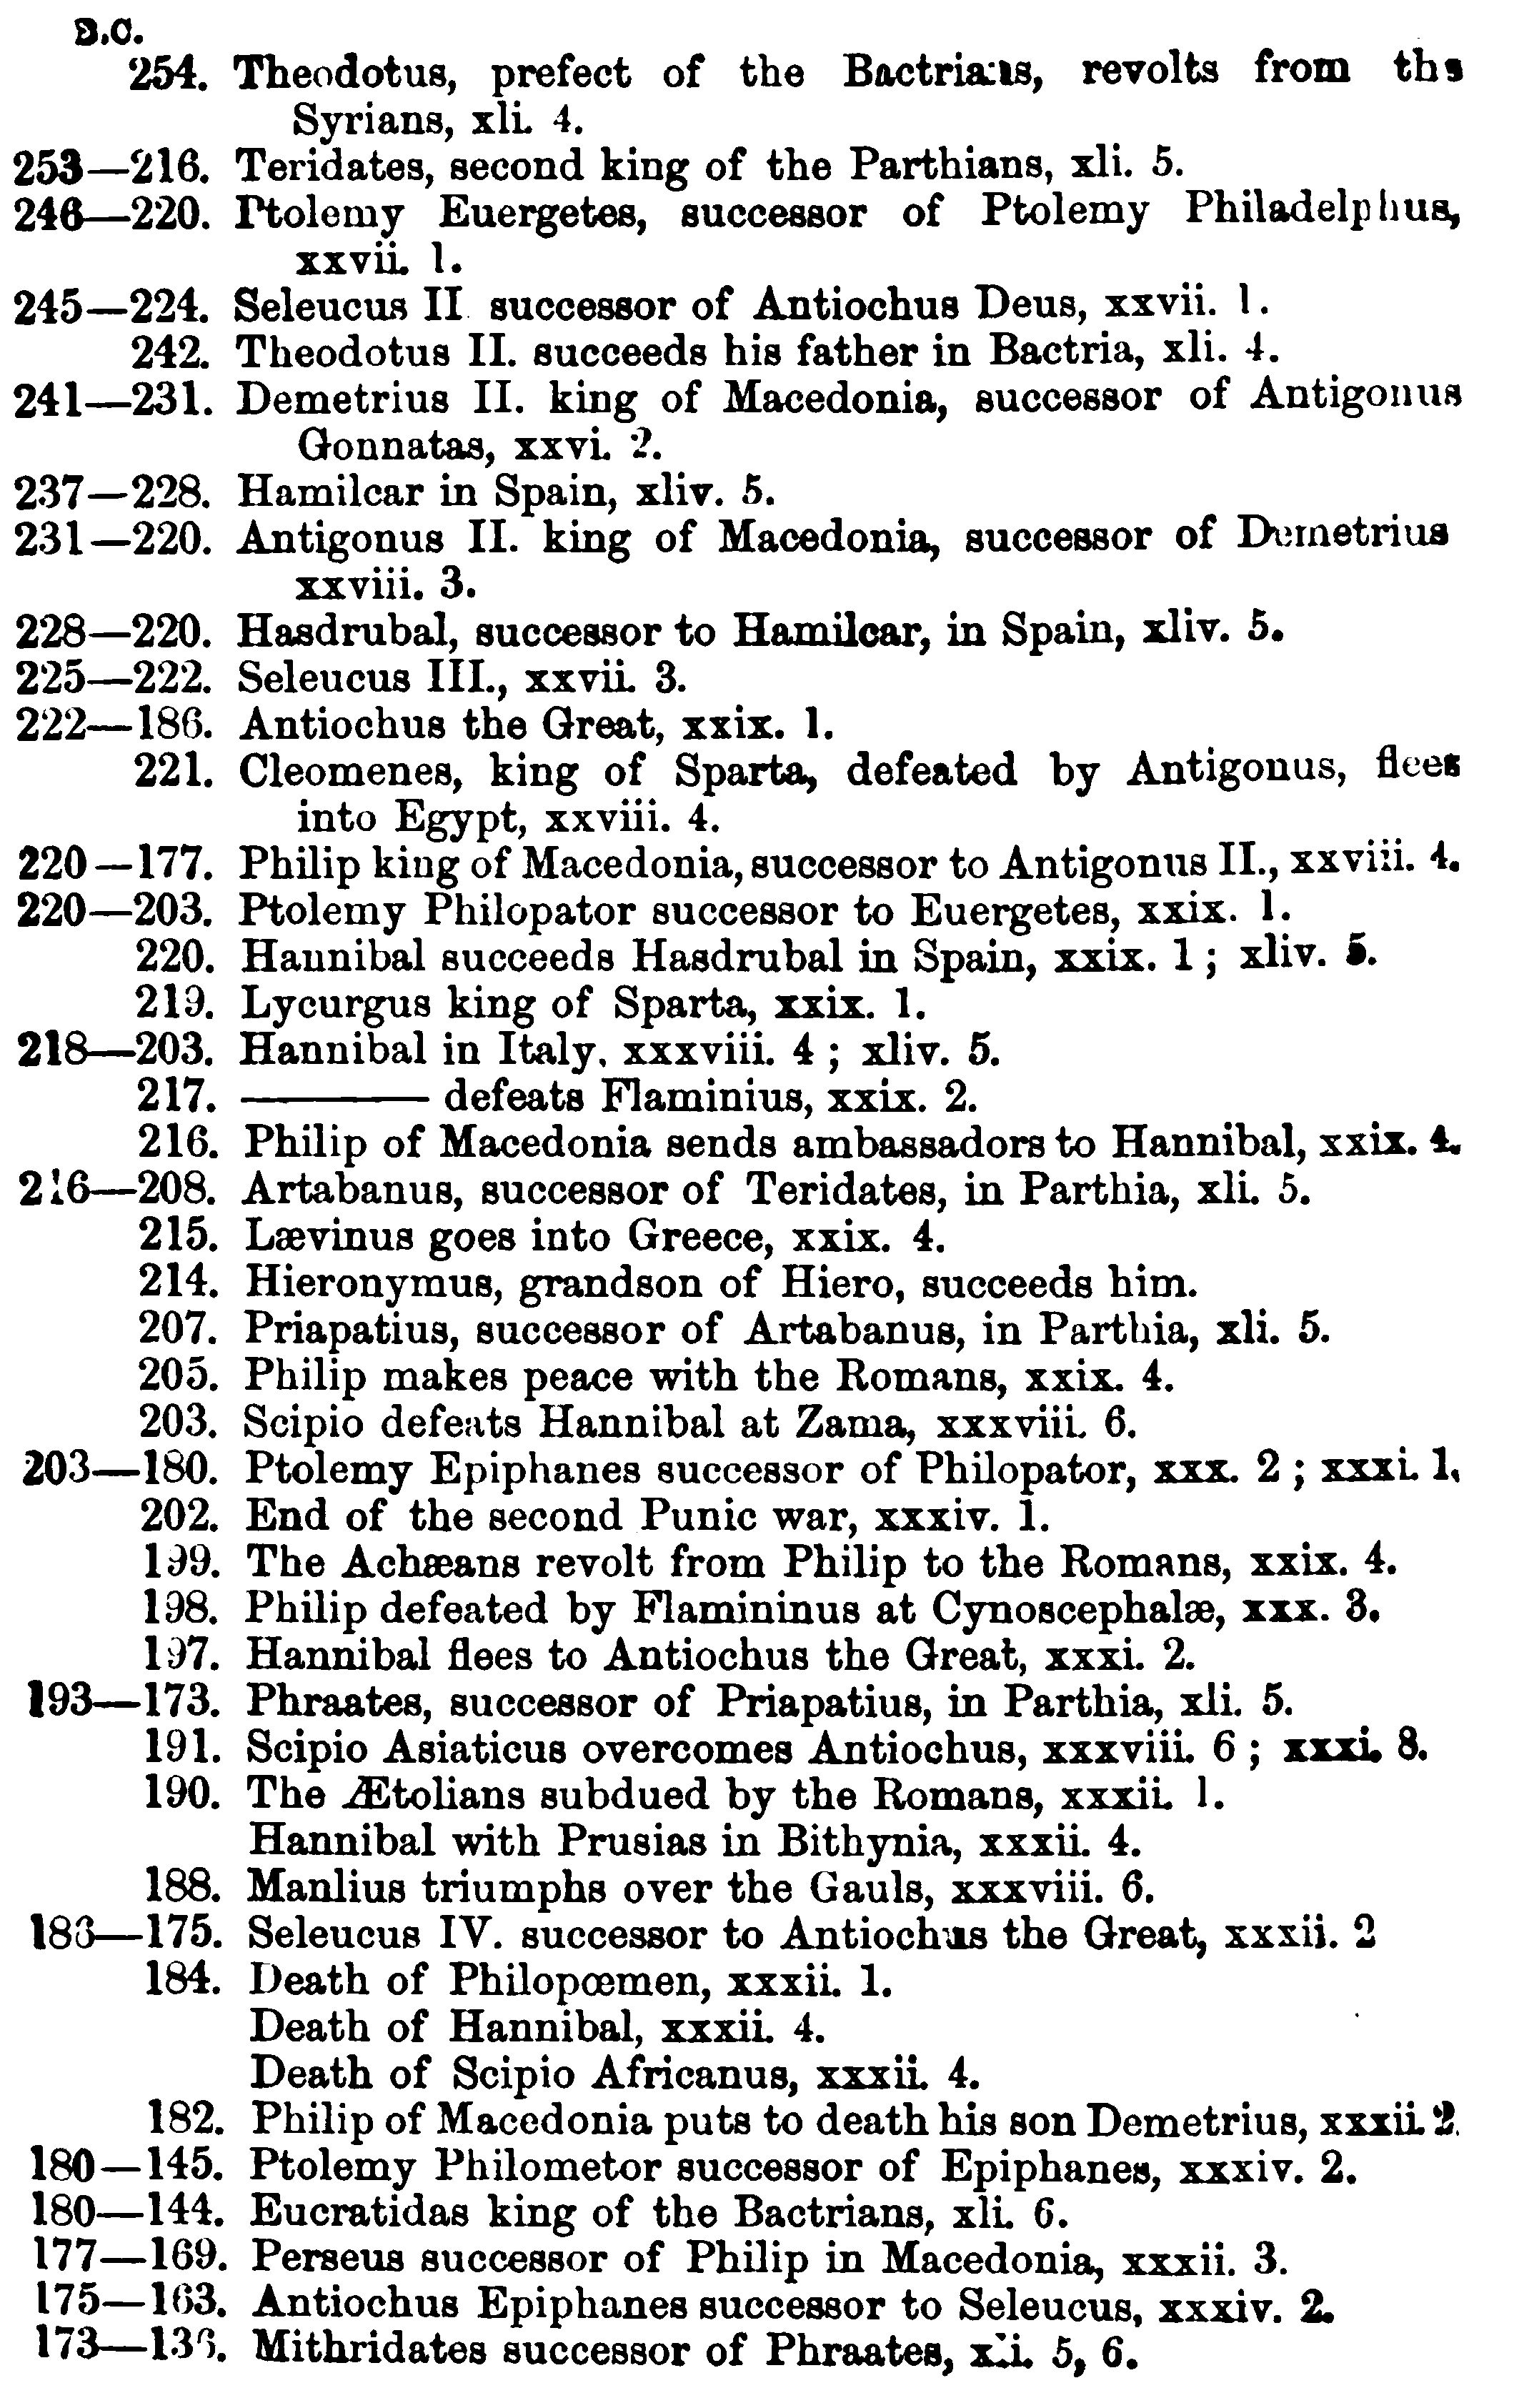 B.C.
254. Theodotus, prefect of the Bactrians, revolts from the
Syrians, xli. 4.
253—216. Teridates, second king of the Parthians, xli. 5.
246—220. Ptolemy Euergetes, successor of Ptolemy Philadelphus,
xxvii. 1.
245—224. Seleucus II. successor of Antiochus Deus, xxvii. 1.
242. Theodotus II. succeeds his father in Bactria, xli. 4.
241—231. Demetrius II. king of Macedonia, successor of Antigonus
Gonnatas, xxvi. 2.
237—228. Hamilcar in Spain, xliv. 5.
231—220. Antigonus II. king of Macedonia, successor of Demetrius
xxviii. 3.
228—220. Hasdrubal, successor to Hamilcar, in Spain, xliv. 5.
225—222. Seleucus III., xxvii. 3.
222—186. Antiochus the Great, xxix. 1.
221. Cleomenes, king of Sparta, defeated by Antigonus, flees
into Egypt, xxviii. 4.
220—177. Philip king of Macedonia, successor to Antigonus II., xxviii. 4.
220—203. Ptolemy Philopator successor to Euergetes, xxix. 1.
220. Hannibal succeeds Hasdrubal in Spain, xxix. 1; xliv. 5.
219. Lycurgus king of Sparta, xxix. 1.
218—203. Hannibal in Italy, xxxviii. 4; xliv. 5.
217. ——— defeats Flaminius, xxix. 2.
216. Philip of Macedonia sends ambassadors to Hannibal, xxix. 4.
216—208. Artabanus, successor of Teridates, in Parthia, xli. 5.
215. Lævinus goes into Greece, xxix. 4.
214. Hieronymus, grandson of Hiero, succeeds him.
207. Priapatius, successor of Artabanus, in Parthia, xli. 5.
205. Philip makes peace with the Romans, xxix. 4.
203. Scipio defeats Hannibal at Zama, xxxviii. 6.
203—180. Ptolemy Epiphanes successor of Philopator, xxx. 2; xxxi. 1.
202. End of the second Punic war, xxxiv. 1.
199. The Achæans revolt from Philip to the Romans, xxix. 4.
198. Philip defeated by Flamininus at Cynoscephalæ, xxx. 3.
197. Hannibal flees to Antiochus the Great, xxxi. 2.
193—173. Phraates, successor of Priapatius, in Parthia, xli. 5.
191. Scipio Asiaticus overcomes Antiochus, xxxviii. 6; xxxi. 8.
190. The Ætolians subdued by the Romans, xxxii. 1.
Hannibal with Prusias in Bithynia, xxxii. 4.
188. Manlius triumphs over the Gauls, xxxviii. 6.
186—175. Seleucus IV. successor to Antiochus the Great, xxxii. 2
184. Death of Philopœmen, xxxii. 1.
Death of Hannibal, xxxii. 4.
Death of Scipio Africanus, xxxii. 4.
182. Philip of Macedonia puts to death his son Demetrius, xxxii. 2.
180—145. Ptolemy Philometor successor of Epiphanes, xxxiv. 2.
180—144. Eucratidas king of the Bactrians, xli. 6.
177—169. Perseus successor of Philip in Macedonia, xxxii. 3.
175—163. Antiochus Epiphanes successor to Seleucus, xxxiv. 2.
173—136. Mithridates successor of Phraates, xli. 5, 6.